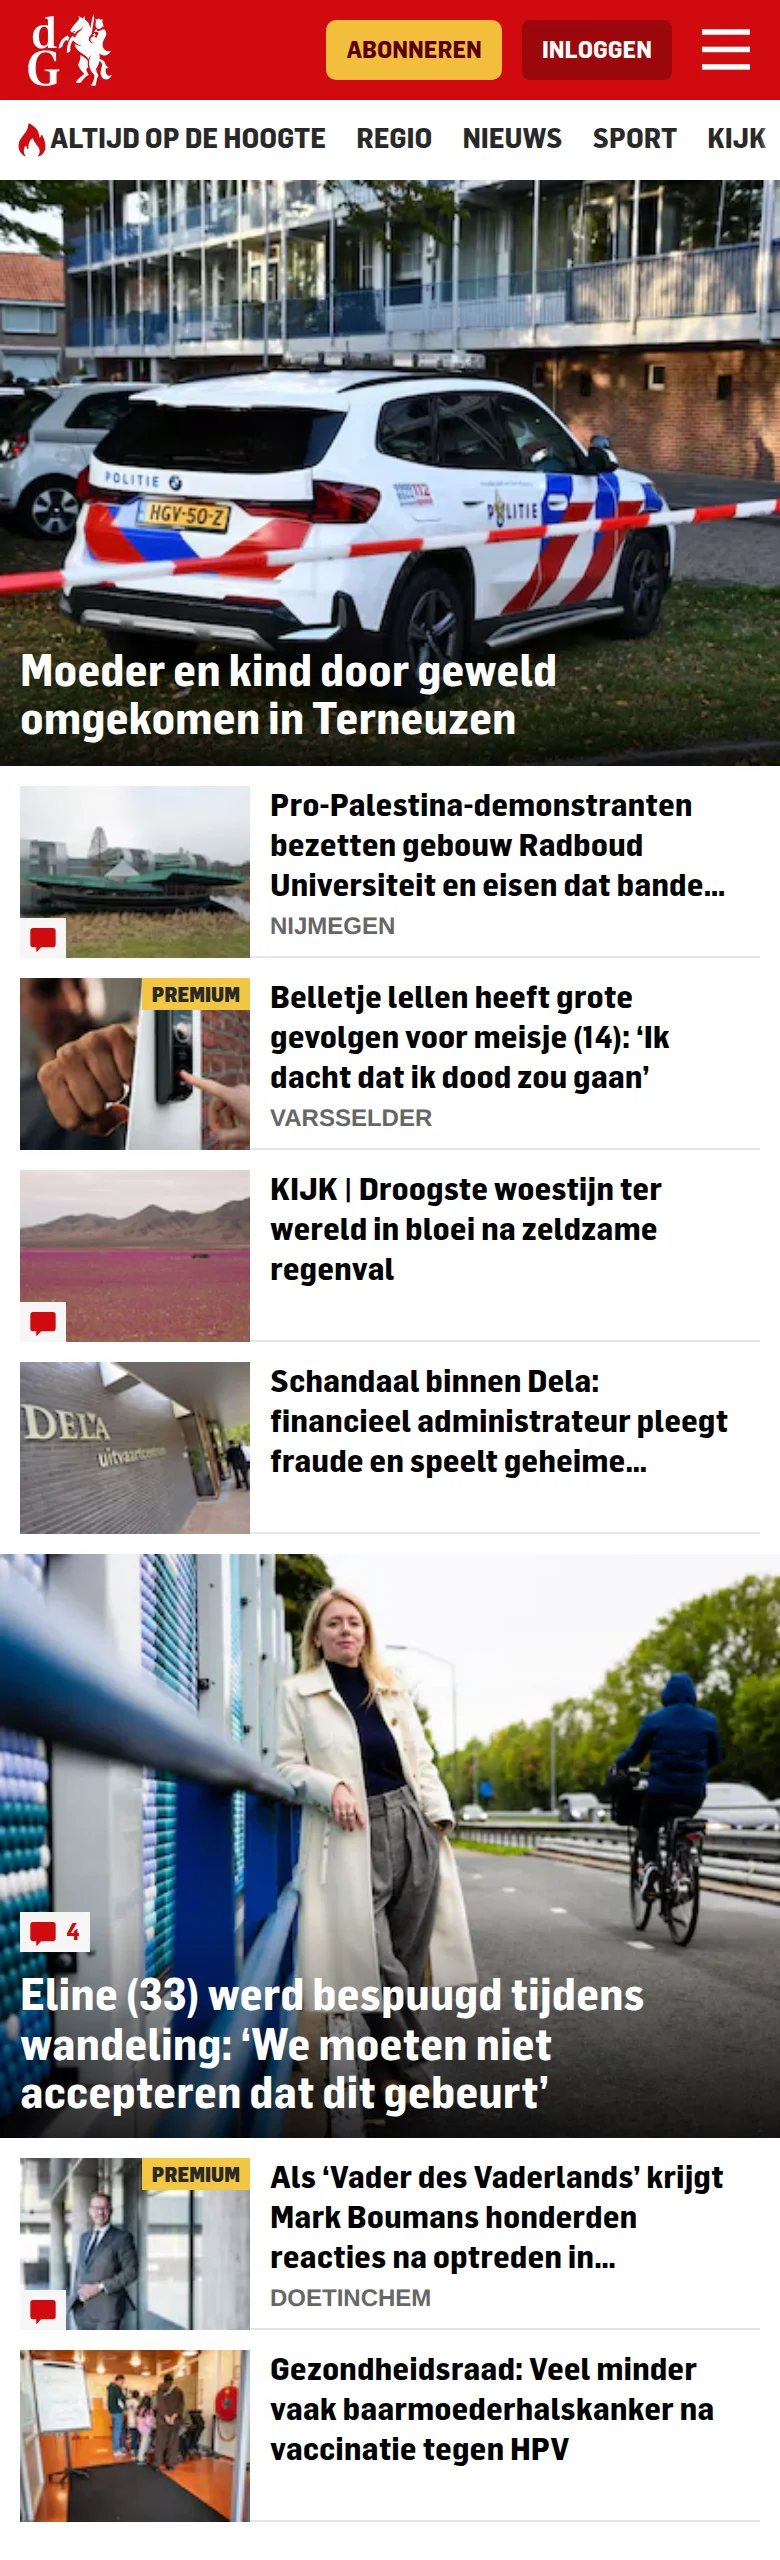 dG
ABONNEREN
INLOGGEN
ALTIJD OP DE HOOGTE
REGIO
NIEUWS
SPORT
KIJK
POLITIE
HGV-50-Z
112
POLITIE
Moeder en kind door geweld
omgekomen in Terneuzen
Pro-Palestina-demonstranten
bezetten gebouw Radboud
Universiteit en eisen dat bande...
NIJMEGEN
PREMIUM
Belletje lellen heeft grote
gevolgen voor meisje (14): ‘Ik
dacht dat ik dood zou gaan’
VARSSELDER
KIJK | Droogste woestijn ter
wereld in bloei na zeldzame
regenval
DELA
uitvaartcentrum
Schandaal binnen Dela:
financieel administrateur pleegt
fraude en speelt geheime...
4
Eline (33) werd bespuugd tijdens
wandeling: ‘We moeten niet
accepteren dat dit gebeurt’
PREMIUM
Als ‘Vader des Vaderlands’ krijgt
Mark Boumans honderden
reacties na optreden in...
DOETINCHEM
Gezondheidsraad: Veel minder
vaak baarmoederhalskanker na
vaccinatie tegen HPV